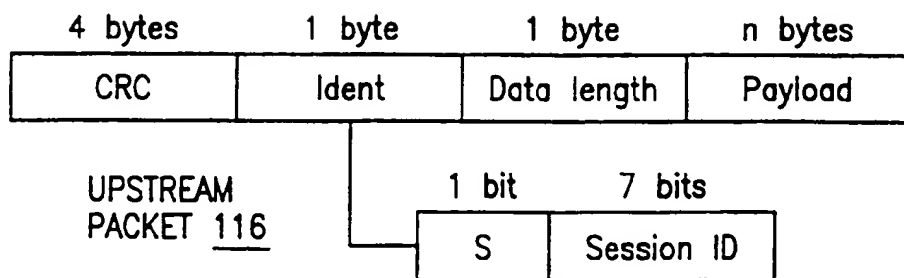 4 bytes 1 byte 1 byte n bytes
CRC Ident Data length Payload
UPSTREAM
PACKET 116
1 bit 7 bits
S Session ID